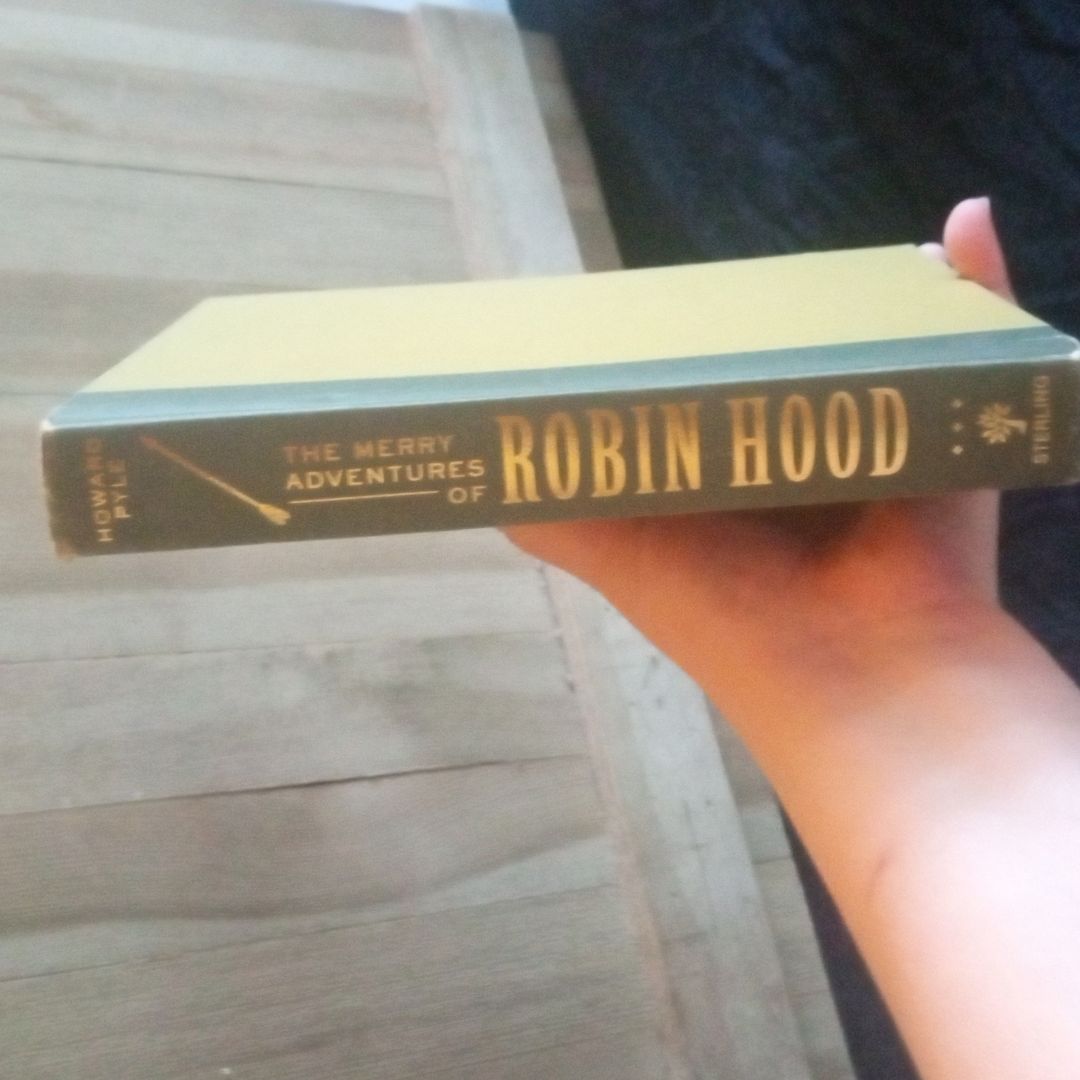 HOWARD
PYLE
THE MERRY
ADVENTURES
OF
ROBIN HOOD
STERLING